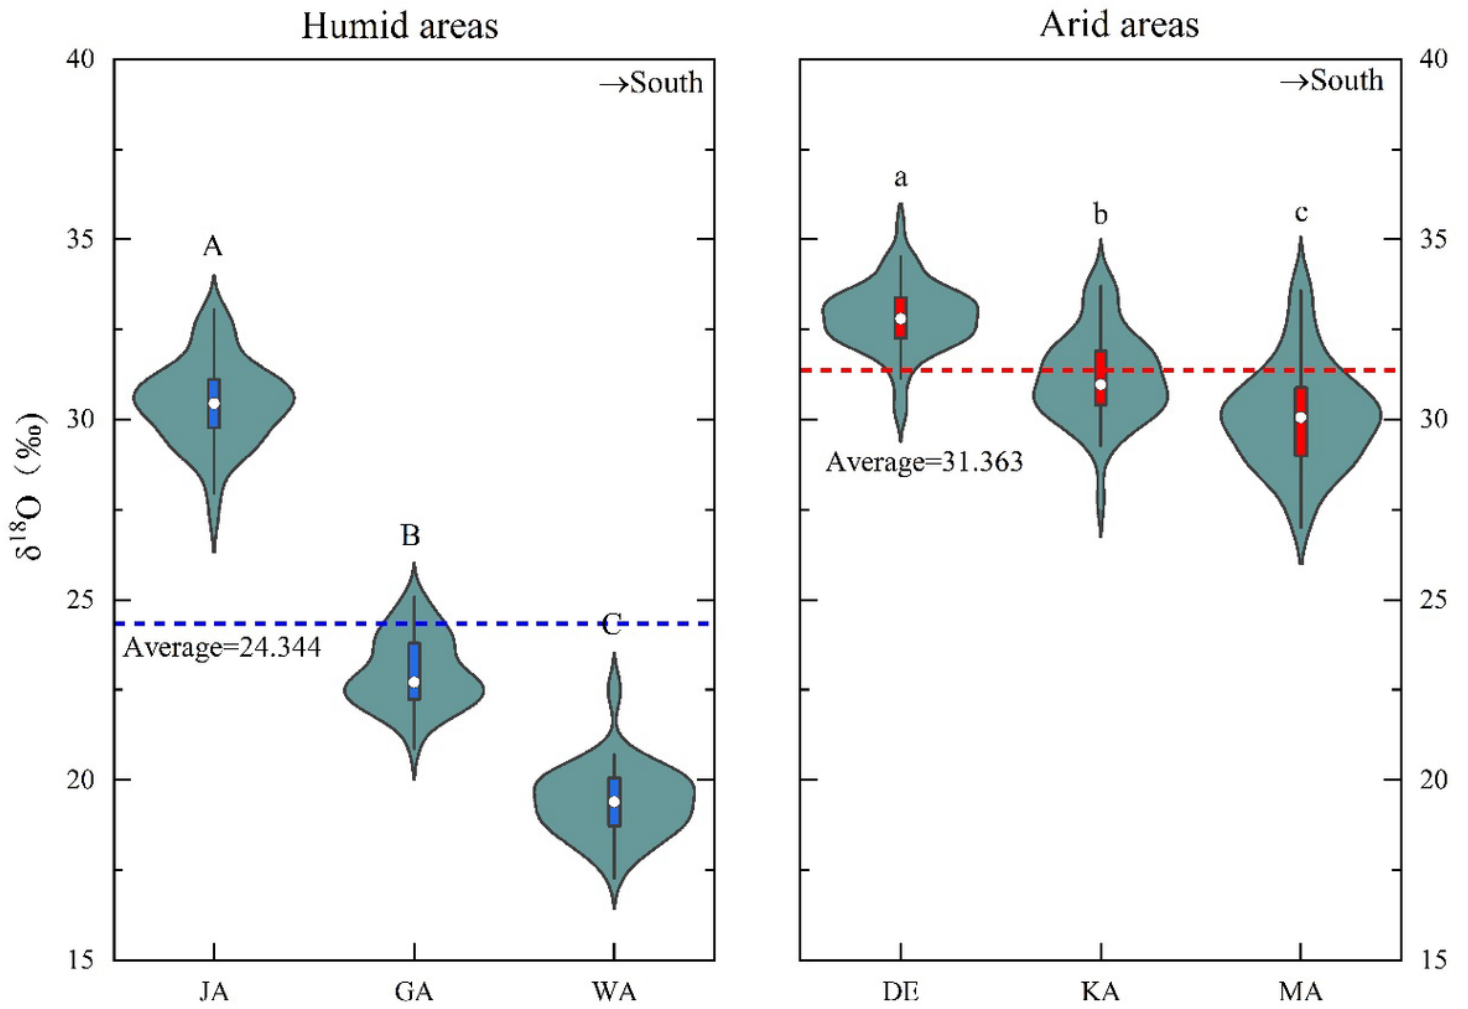 Humid areas
Arid areas
→South
→South
δ¹⁸O（‰）
40
35
30
25
20
15
A
B
C
Average=24.344
JA
GA
WA
a
b
c
Average=31.363
DE
KA
MA
40
35
30
25
20
15